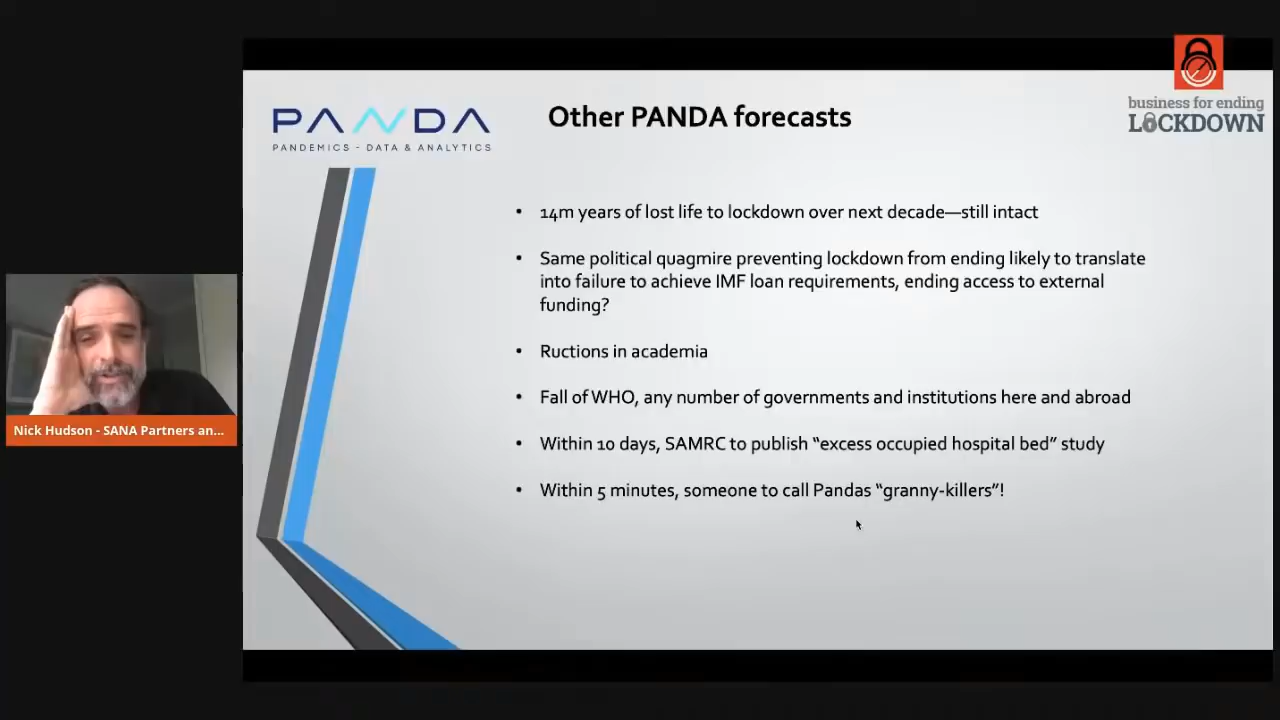 PANDA
PANDEMICS - DATA & ANALYTICS
Other PANDA forecasts
business for ending
LOCKDOWN
• 14m years of lost life to lockdown over next decade—still intact
• Same political quagmire preventing lockdown from ending likely to translate
into failure to achieve IMF loan requirements, ending access to external
funding?
• Ructions in academia
• Fall of WHO, any number of governments and institutions here and abroad
• Within 10 days, SAMRC to publish “excess occupied hospital bed” study
• Within 5 minutes, someone to call Pandas “granny-killers”!
Nick Hudson - SANA Partners an...